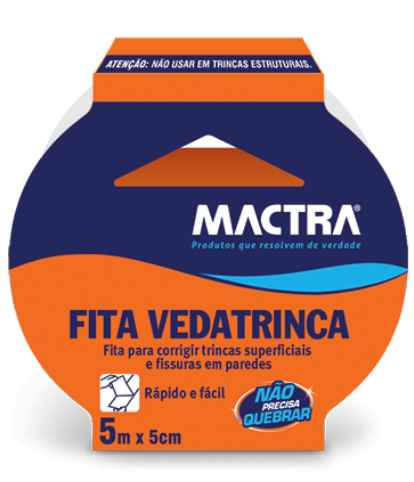 ATENÇÃO: NÃO USAR EM TRINCAS ESTRUTURAIS.
MACTRA®
Produtos que resolvem de verdade
FITA VEDATRINCA
Fita para corrigir trincas superficiais
e fissuras em paredes
Rápido e fácil
NÃO
PRECISA
QUEBRAR
5m x 5cm